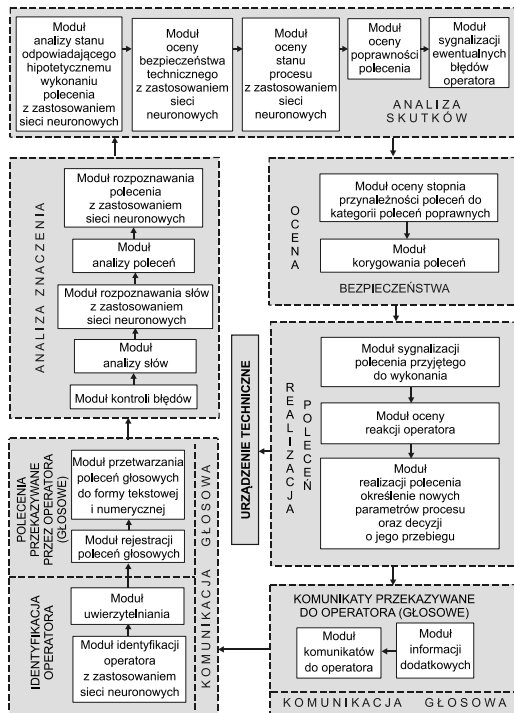 Moduł
analizy stanu
odpowiadającego
hipotetycznemu
wykonaniu
polecenia
z zastosowaniem
sieci neuronowych
Moduł
oceny
bezpieczeństwa
technicznego
z zastosowaniem
sieci
neuronowych
Moduł
oceny
stanu
procesu
z zastosowaniem
sieci
neuronowych
Moduł
oceny
poprawności
polecenia
Moduł
sygnalizacji
ewentualnych
błędów
operatora
ANALIZA
SKUTKÓW
ANALIZA ZNACZENIA
Moduł rozpoznawania
polecenia
z zastosowaniem
sieci neuronowych
Moduł
analizy poleceń
Moduł rozpoznawania słów
z zastosowaniem
sieci neuronowych
Moduł
analizy słów
Moduł kontroli błędów
OCENA
Moduł oceny stopnia
przynależności poleceń do
kategorii poleceń poprawnych
Moduł
korygowania poleceń
BEZPIECZEŃSTWA
URZĄDZENIE TECHNICZNE
REALIZACJA
POLECEŃ
Moduł sygnalizacji
polecenia przyjętego
do wykonania
Moduł oceny
reakcji operatora
Moduł
realizacji polecenia
określenie nowych
parametrów procesu
oraz decyzji
o jego przebiegu
POLECENIA
PRZEKAZYWANE
PRZEZ OPERATORA
(GŁOSOWE)
Moduł przetwarzania
poleceń głosowych
do formy tekstowej
i numerycznej
Moduł rejestracji
poleceń głosowych
KOMUNIKACJA GŁOSOWA
IDENTYFIKACJA
OPERATORA
Moduł
uwierzytelniania
Moduł identyfikacji
operatora
z zastosowaniem
sieci neuronowych
KOMUNIKATY PRZEKAZYWANE
DO OPERATORA (GŁOSOWE)
Moduł
komunikatów
do operatora
Moduł
informacji
dodatkowych
KOMUNIKACJA GŁOSOWA